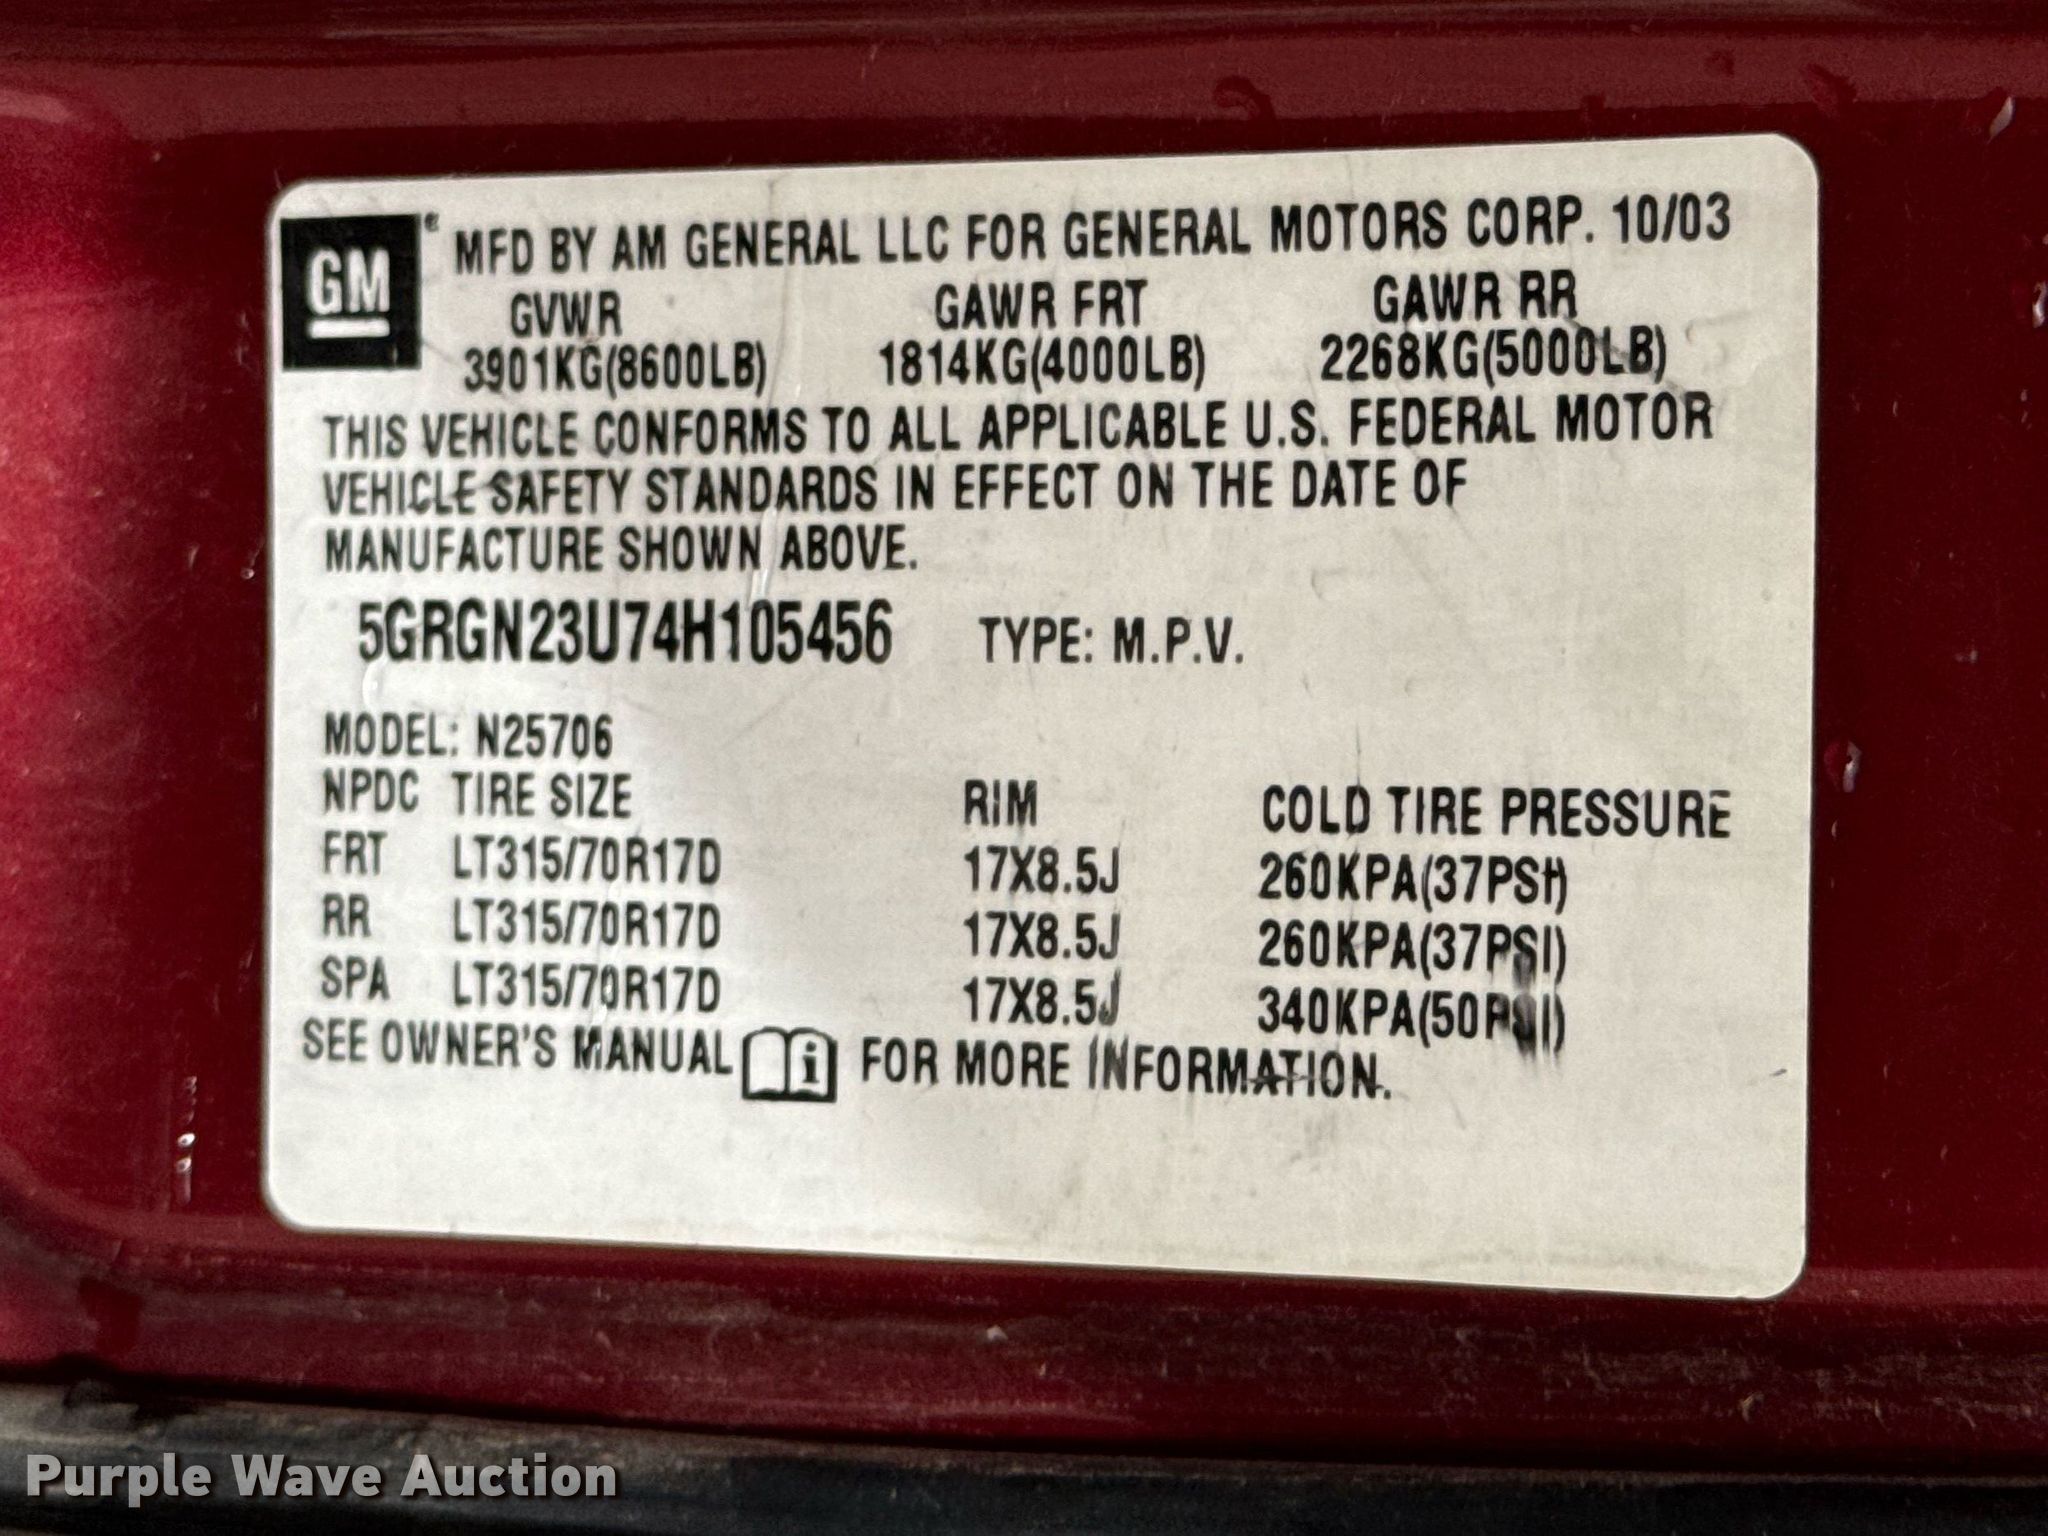 GM® MFD BY AM GENERAL LLC FOR GENERAL MOTORS CORP. 10/03
GVWR GAWR FRT GAWR RR
3901KG(8600LB) 1814KG(4000LB) 2268KG(5000LB)
THIS VEHICLE CONFORMS TO ALL APPLICABLE U.S. FEDERAL MOTOR
VEHICLE SAFETY STANDARDS IN EFFECT ON THE DATE OF
MANUFACTURE SHOWN ABOVE.
5GRGN23U74H105456 TYPE: M.P.V.
MODEL: N25706
NPDC TIRE SIZE RIM COLD TIRE PRESSURE
FRT LT315/70R17D 17X8.5J 260KPA(37PSI)
RR LT315/70R17D 17X8.5J 260KPA(37PSI)
SPA LT315/70R17D 17X8.5J 340KPA(50PSI)
SEE OWNER'S MANUAL i FOR MORE INFORMATION.
Purple Wave Auction